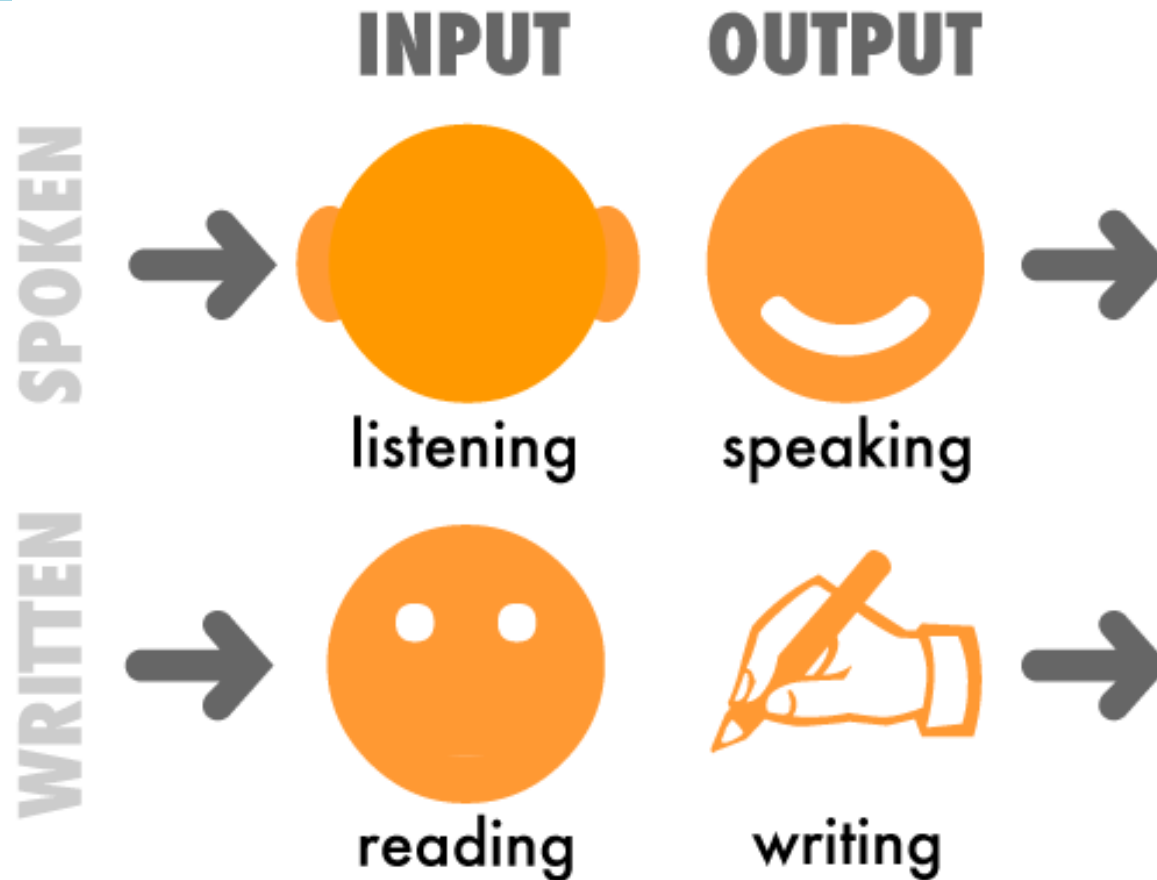 INPUT OUTPUT
SPOKEN
listening speaking
WRITTEN
reading writing